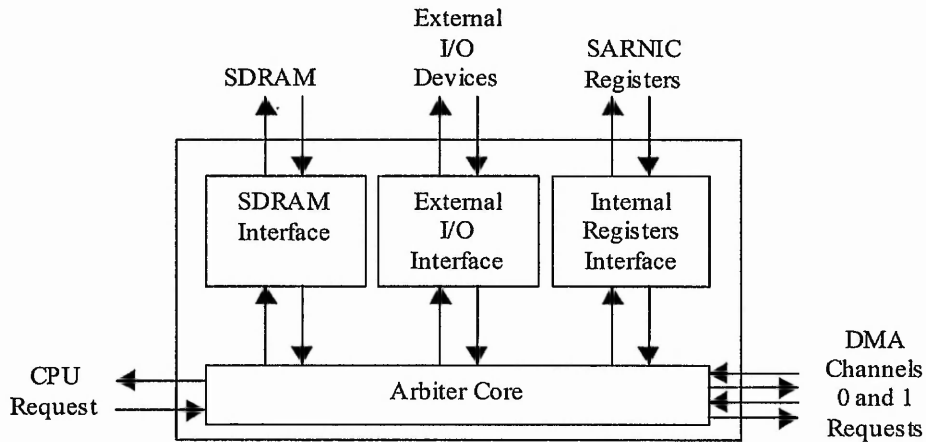 SDRAM
External
I/O
Devices
SARNIC
Registers
SDRAM
Interface
External
I/O
Interface
Internal
Registers
Interface
CPU
Request
Arbiter Core
DMA
Channels
0 and 1
Requests